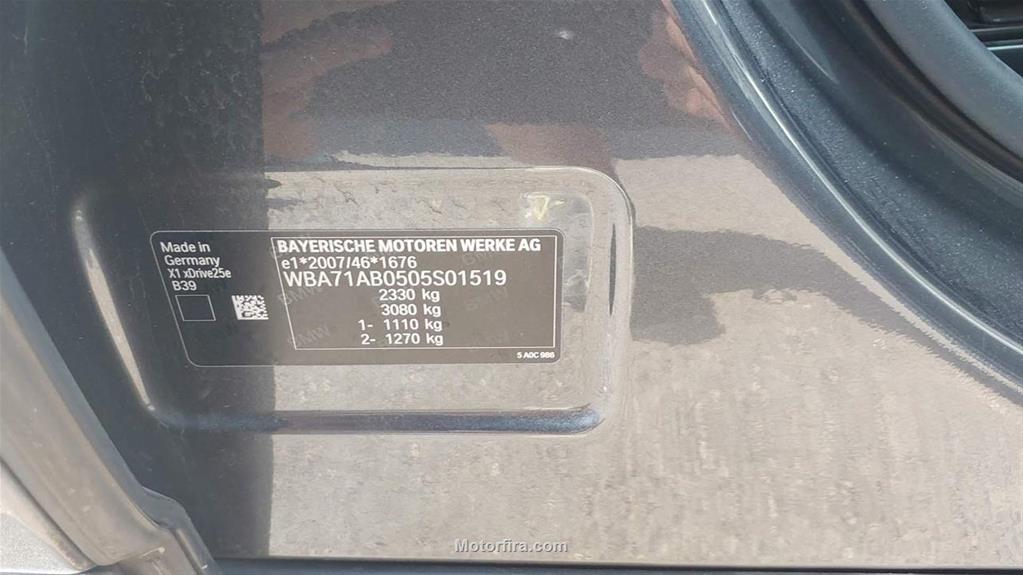 Made in
Germany
X1 xDrive25e
B39
BAYERISCHE MOTOREN WERKE AG
e1*2007/46*1676
WBA71AB0505S01519
2330 kg
3080 kg
1- 1110 kg
2- 1270 kg
5 A0C 986
Motorfira.com